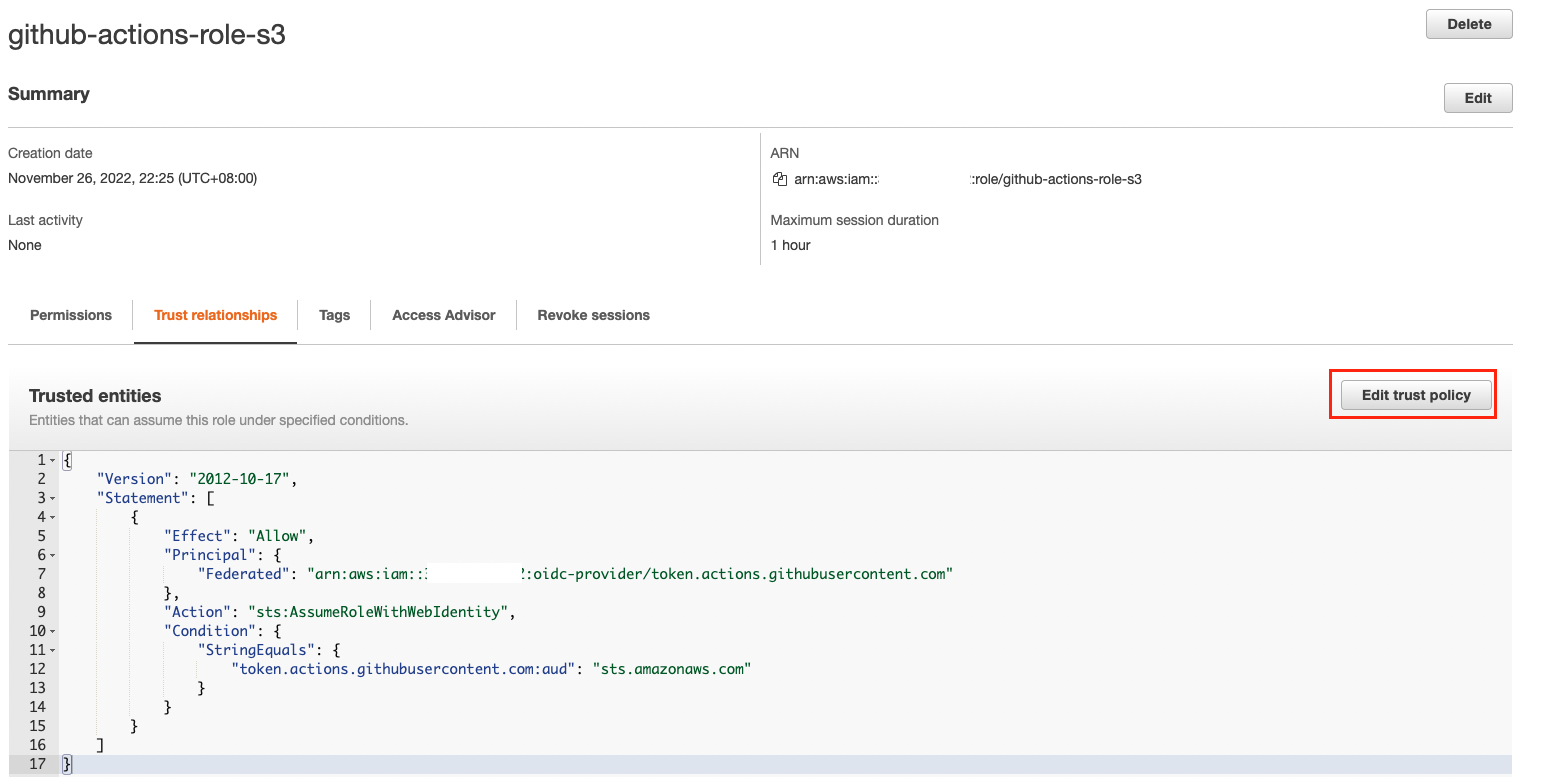 github-actions-role-s3
Delete
Summary
Edit
Creation date
November 26, 2022, 22:25 (UTC+08:00)
ARN
arn:aws:iam:: :role/github-actions-role-s3
Last activity
None
Maximum session duration
1 hour
Permissions
Trust relationships
Tags
Access Advisor
Revoke sessions
Trusted entities
Entities that can assume this role under specified conditions.
Edit trust policy
1 {
2 "Version": "2012-10-17",
3 "Statement": [
4 {
5 "Effect": "Allow",
6 "Principal": {
7 "Federated": "arn:aws:iam:: :oidc-provider/token.actions.githubusercontent.com"
8 },
9 "Action": "sts:AssumeRoleWithWebIdentity",
10 "Condition": {
11 "StringEquals": {
12 "token.actions.githubusercontent.com:aud": "sts.amazonaws.com"
13 }
14 }
15 }
16 ]
17 }